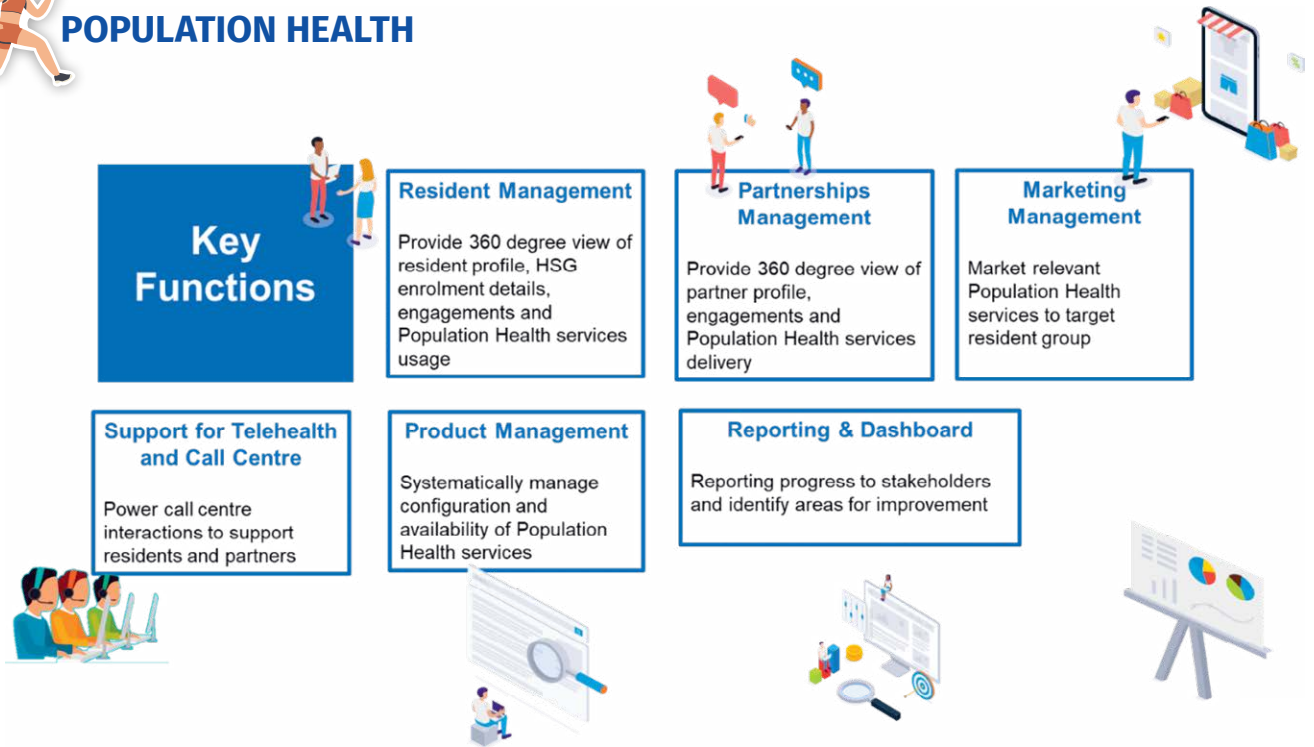 POPULATION HEALTH
Key
Functions
Resident Management
Provide 360 degree view of
resident profile, HSG
enrolment details,
engagements and
Population Health services
usage
Partnerships
Management
Provide 360 degree view of
partner profile,
engagements and
Population Health services
delivery
Marketing
Management
Market relevant
Population Health
services to target
resident group
Support for Telehealth
and Call Centre
Power call centre
interactions to support
residents and partners
Product Management
Systematically manage
configuration and
availability of Population
Health services
Reporting & Dashboard
Reporting progress to stakeholders
and identify areas for improvement